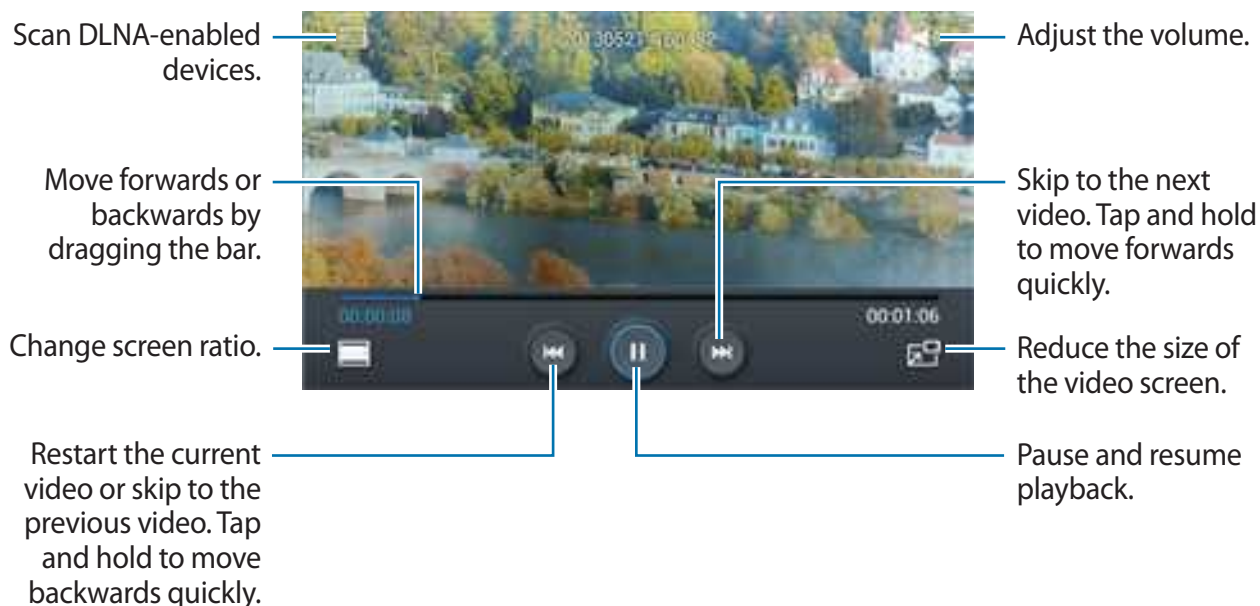 Scan DLNA-enabled
devices.
Adjust the volume.
Move forwards or
backwards by
dragging the bar.
Skip to the next
video. Tap and hold
to move forwards
quickly.
00:00:08
00:01:06
Change screen ratio.
Reduce the size of
the video screen.
Restart the current
video or skip to the
previous video. Tap
and hold to move
backwards quickly.
Pause and resume
playback.